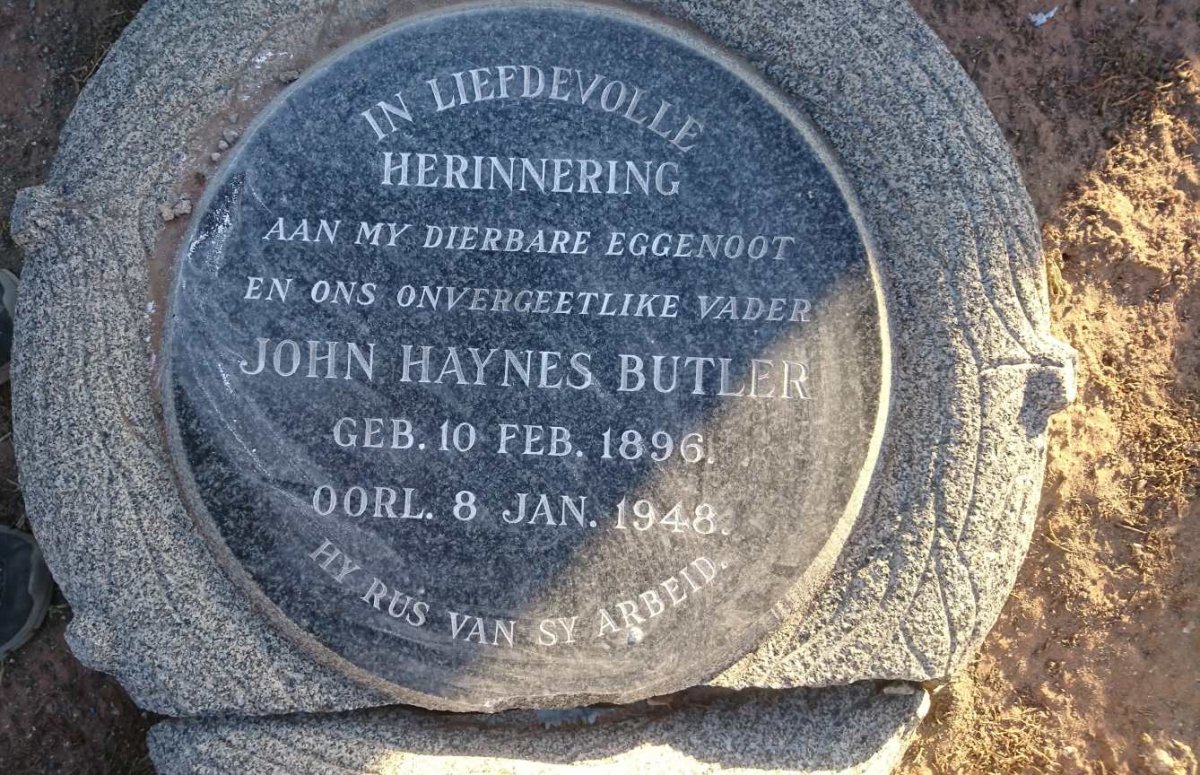 IN LIEFDEVOLLE
HERINNERING
AAN MY DIERBARE EGGENOOT
EN ONS ONVERGEETLIKE VADER
JOHN HAYNES BUTLER
GEB. 10 FEB. 1896.
OORL. 8 JAN. 1948.
HY RUS VAN SY ARBEID.